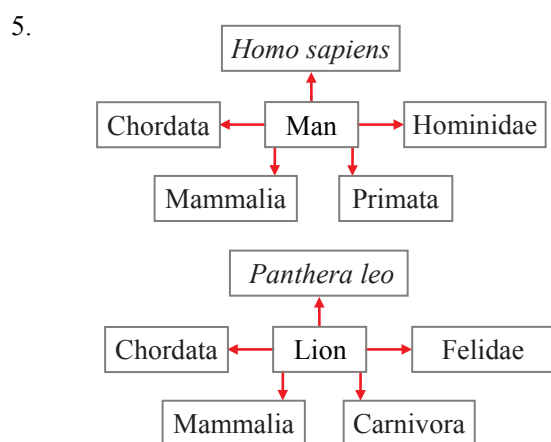 5.
Homo sapiens
Chordata Man Hominidae
Mammalia Primata
Panthera leo
Chordata Lion Felidae
Mammalia Carnivora